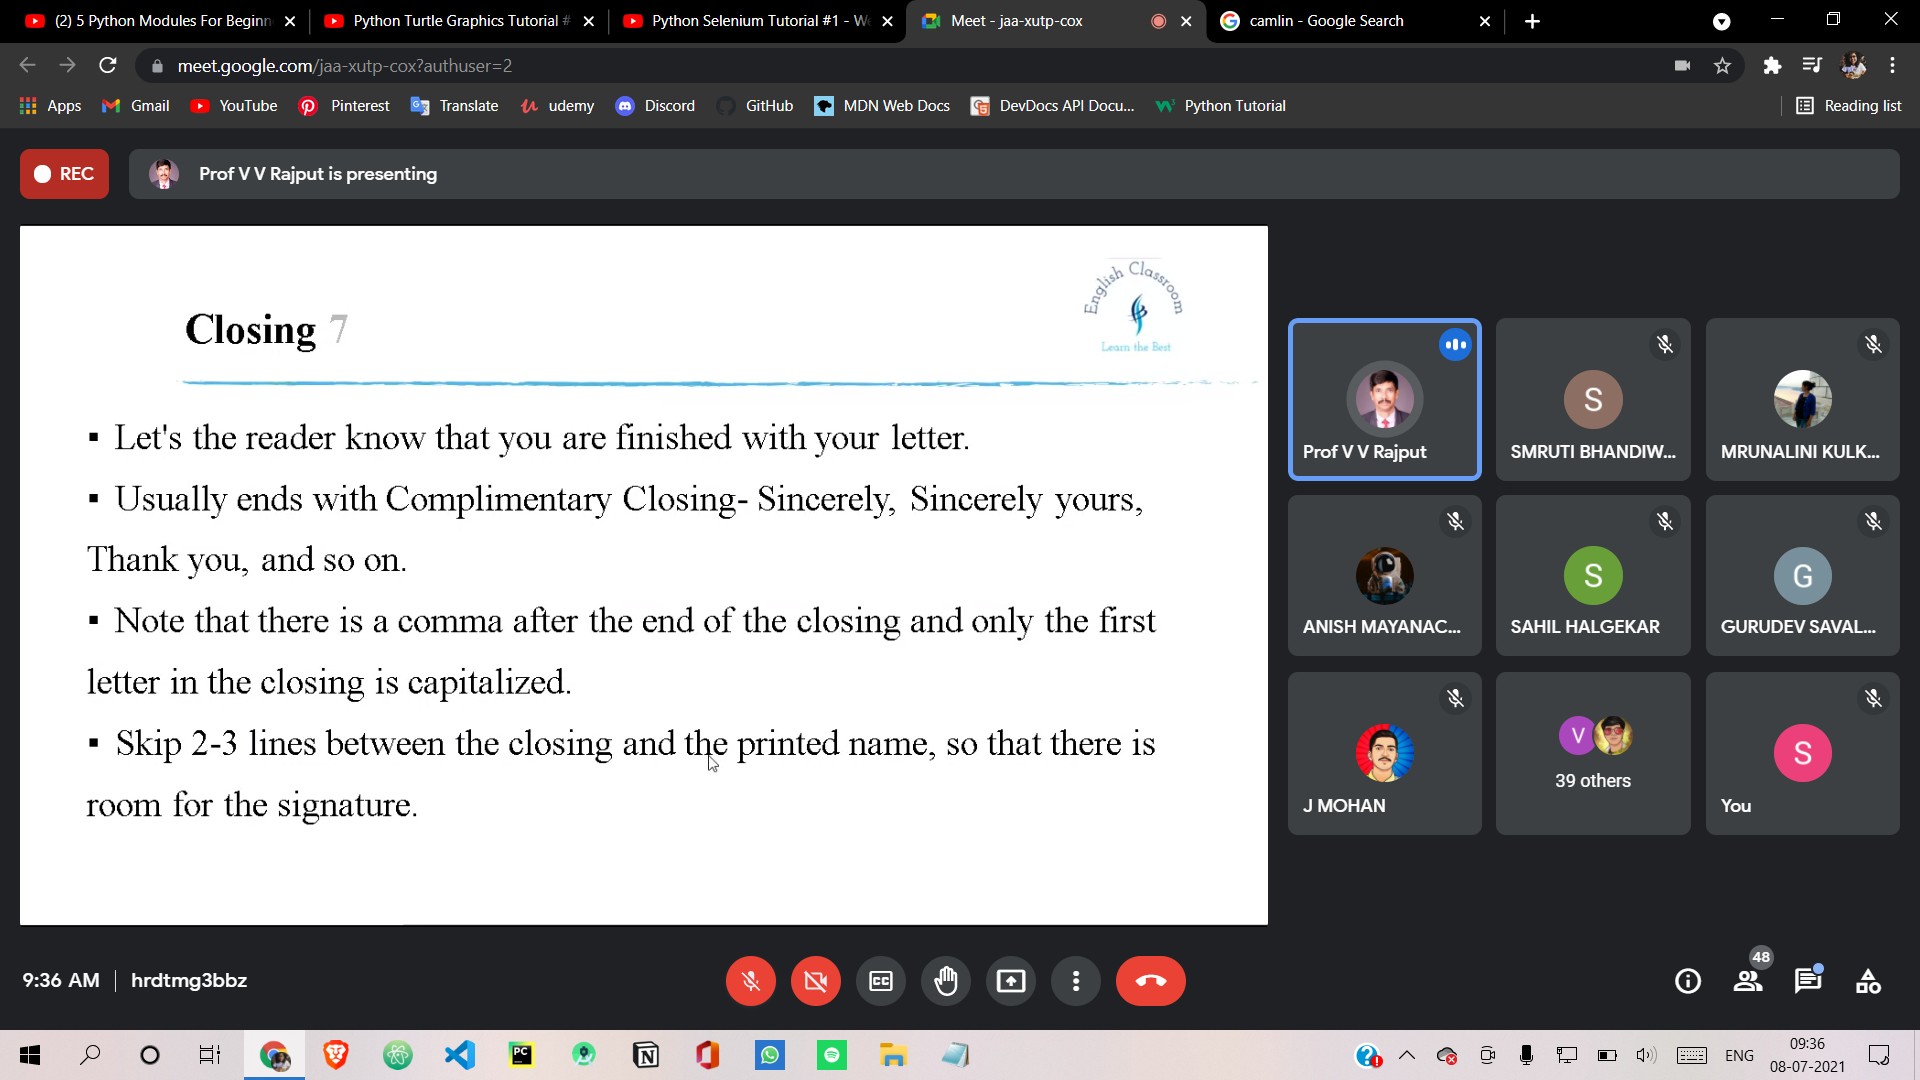 (2) 5 Python Modules For Beginn
Python Turtle Graphics Tutorial #
Python Selenium Tutorial #1 - We
Meet - jaa-xutp-cox
camlin - Google Search
meet.google.com/jaa-xutp-cox?authuser=2
Apps
Gmail
YouTube
Pinterest
Translate
udemy
Discord
GitHub
MDN Web Docs
DevDocs API Docu...
Python Tutorial
Reading list
REC
Prof V V Rajput is presenting
English Classroom
Learn the Best
Closing 7
▪ Let's the reader know that you are finished with your letter.
▪ Usually ends with Complimentary Closing- Sincerely, Sincerely yours,
Thank you, and so on.
▪ Note that there is a comma after the end of the closing and only the first
letter in the closing is capitalized.
▪ Skip 2-3 lines between the closing and the printed name, so that there is
room for the signature.
Prof V V Rajput
S
SMRUTI BHANDIW...
MRUNALINI KULK...
ANISH MAYANAC...
S
SAHIL HALGEKAR
G
GURUDEV SAVAL...
J MOHAN
V
39 others
S
You
9:36 AM | hrdtmg3bbz
CC
48
PC
N
ENG
09:36
08-07-2021